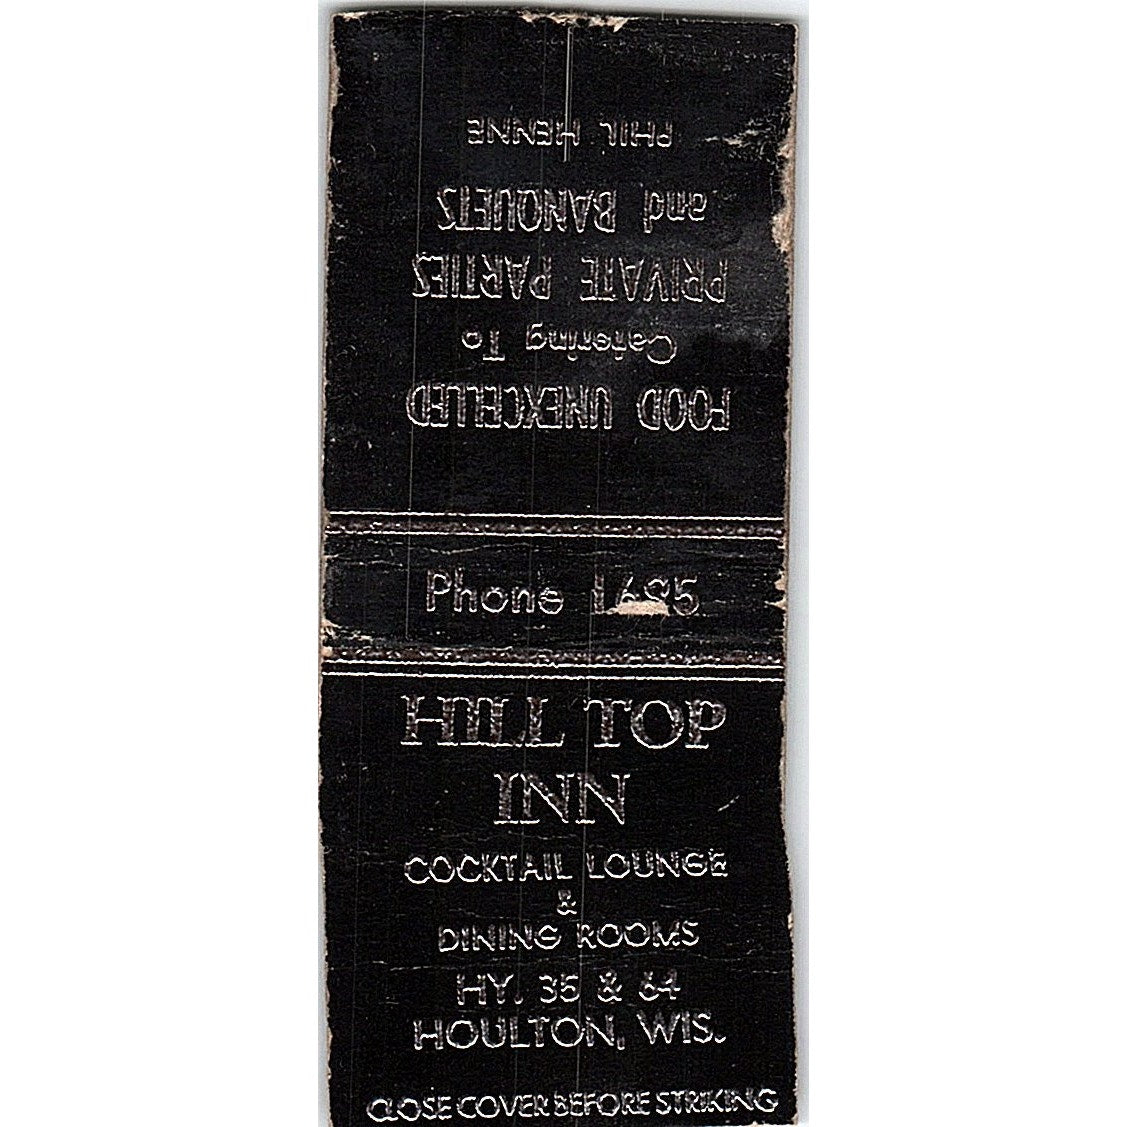 FOOD UNEXCELLED
Catering To
PRIVATE PARTIES
and BANQUETS
PHIL HENNE
Phone
HILL TOP
INN
COCKTAIL LOUNGE
&
DINING ROOMS
HY. 35 & 64
HOULTON, WIS.
CLOSE COVER BEFORE STRIKING